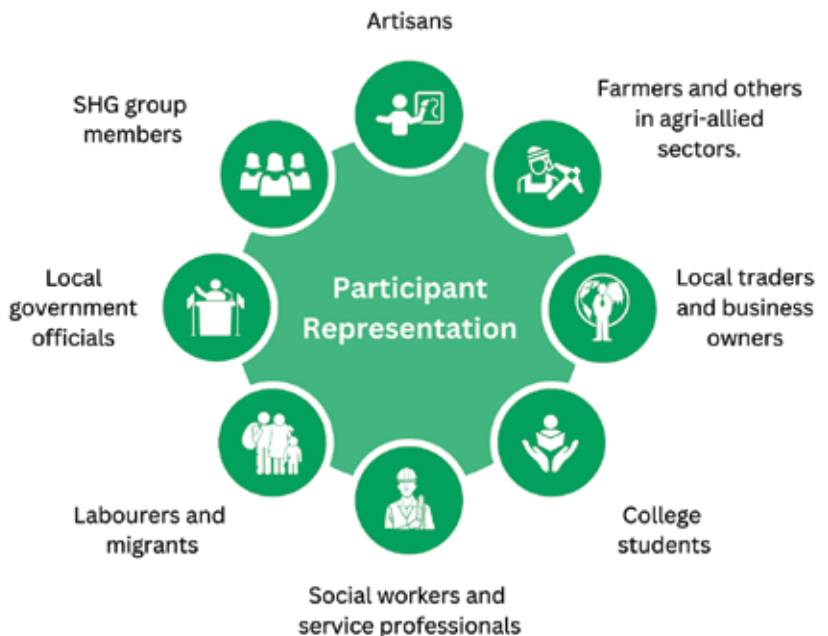 Artisans
SHG group
members
Farmers and others
in agri-allied
sectors.
Local
government
officials
Participant
Representation
Local traders
and business
owners
Labourers and
migrants
College
students
Social workers and
service professionals